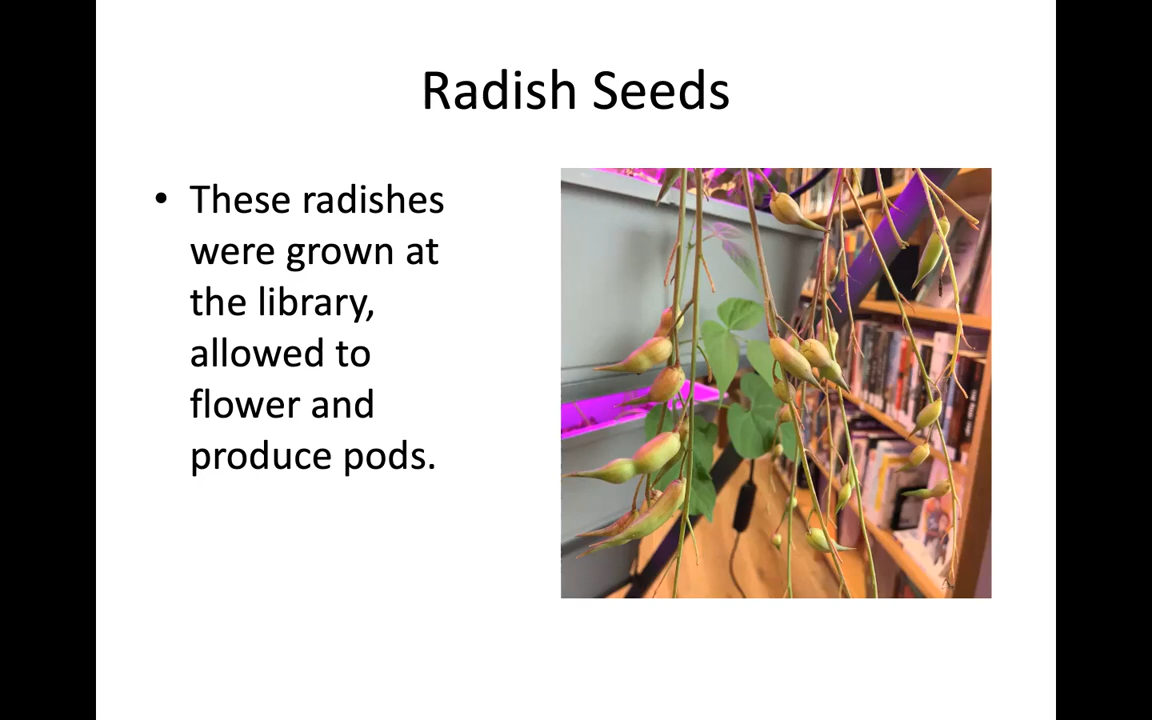 Radish Seeds
• These radishes
were grown at
the library,
allowed to
flower and
produce pods.